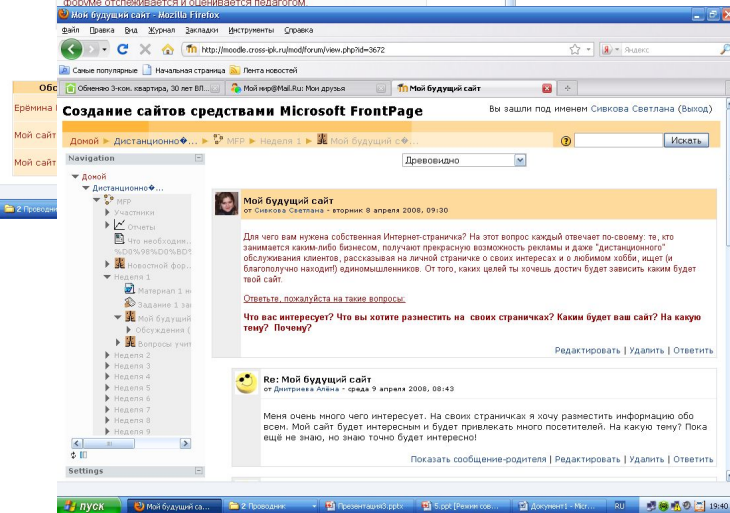 форуме отслеживается и оценивается педагогом.
Мой будущий сайт - Mozilla Firefox
Файл Правка Вид Журнал Закладки Инструменты Справка
http://moodle.cross-ipk.ru/mod/forum/view.php?id=3672
Яндекс
Самые популярные Начальная страница Лента новостей
Обменяю 3-ком. квартира, 30 лет ВЛ... Мой мир@Mail.Ru: Мои друзья Мой будущий сайт
Создание сайтов средствами Microsoft FrontPage
Вы зашли под именем Сивкова Светлана (Выход)
Домой ► Дистанционно�... ► MFP ► Неделя 1 ► Мой будущий с�...
Искать
Обс
Ерёмина
Мой сайт
Мой сайт
2 Проводни
Navigation
Древовидно
Домой
Дистанционно�...
MFP
Участники
Отчеты
Что необходим...
%D0%98%D0%BD%
Новостной фор...
Неделя 1
Материал 1 н
Задание 1 за
Мой будущий
Обсуждения (
Вопросы учит
Неделя 2
Неделя 3
Неделя 4
Неделя 5
Неделя 6
Неделя 7
Неделя 8
Неделя 9
Settings
Мой будущий сайт
от Сивкова Светлана - вторник 8 апреля 2008, 09:30
Для чего вам нужна собственная Интернет-страничка? На этот вопрос каждый отвечает по-своему: те, кто
занимается каким-либо бизнесом, получают прекрасную возможность рекламы и даже "дистанционного"
обслуживания клиентов, рассказывая на личной страничке о своих интересах и о любимом хобби, ищет (и
благополучно находит!) единомышленников. От того, каких целей ты хочешь достич будет зависить каким будет
твой сайт.
Ответьте, пожалуйста на такие вопросы:
Что вас интересует? Что вы хотите разместить на своих страничках? Каким будет ваш сайт? На какую
тему? Почему?
Редактировать | Удалить | Ответить
Re: Мой будущий сайт
от Дмитриева Алёна - среда 9 апреля 2008, 08:43
Меня очень много чего интересует. На своих страничках я хочу разместить информацию обо
всем. Мой сайт будет интересным и будет привлекать много посетителей. На какую тему? Пока
ещё не знаю, но знаю точно будет интересно!
Показать сообщение-родителя | Редактировать | Удалить | Ответить
пуск Мой будущий са... 2 Проводник Презентация3.pptx 5.ppt [Режим сов... Документ1 - Micr... RU 19:40